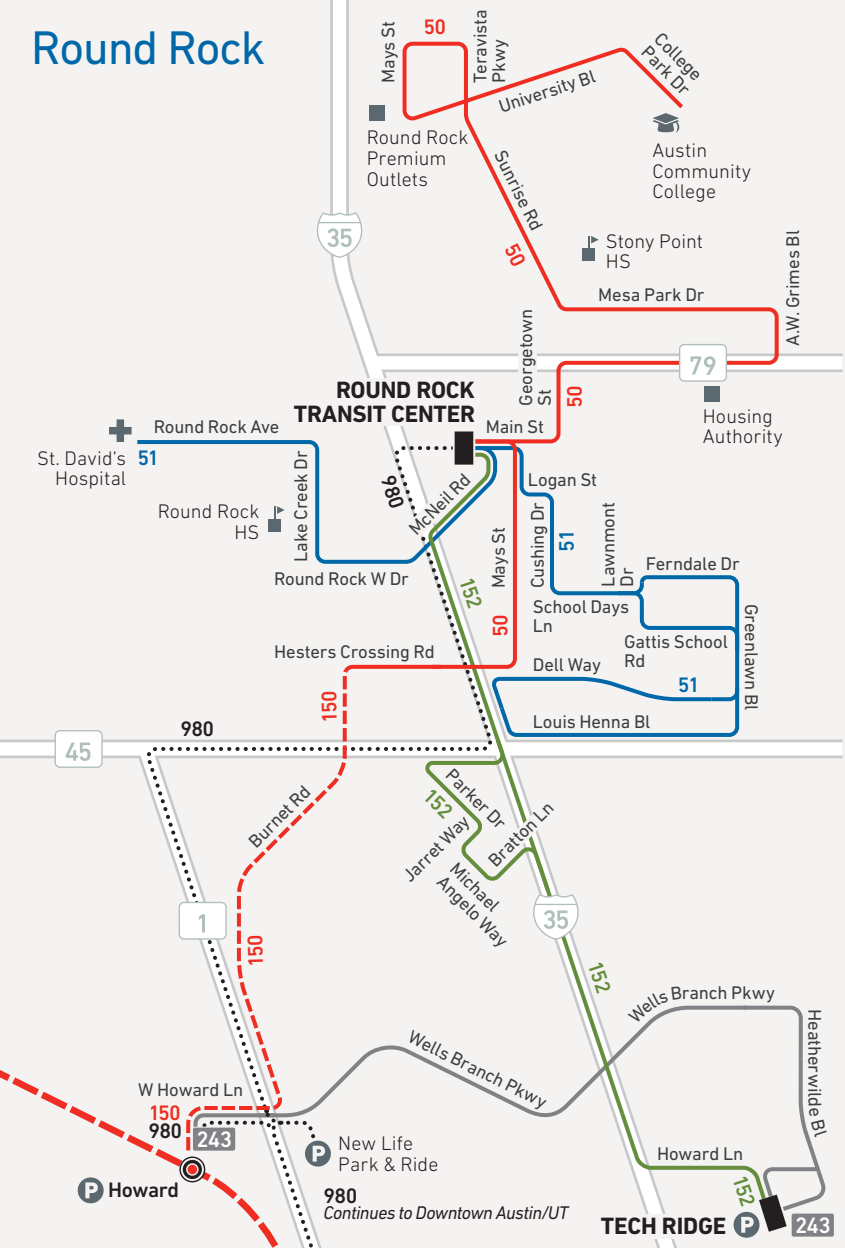 Round Rock
Mays St
50
Teravista
Pkwy
University Bl
College
Park Dr
Round Rock
Premium
Outlets
Austin
Community
College
Sunrise Rd
50
35
Stony Point
HS
Mesa Park Dr
A.W. Grimes Bl
Georgetown
St
79
50
Housing
Authority
ROUND ROCK
TRANSIT CENTER
Main St
Round Rock Ave
51
St. David's
Hospital
980
McNeil Rd
Logan St
Round Rock
HS
Lake Creek Dr
Round Rock W Dr
152
Mays St
50
Cushing Dr
51
Lawnmont
Dr
Ferndale Dr
School Days
Ln
Gattis School
Rd
Greenlawn Bl
Hesters Crossing Rd
150
Dell Way
51
Louis Henna Bl
980
45
Burnet Rd
Parker Dr
152
Jarret Way
Bratton Ln
Michael
Angelo Way
1
150
35
152
Wells Branch Pkwy
Wells Branch Pkwy
Heatherwilde Bl
W Howard Ln
150
980
243
P
New Life
Park & Ride
P
Howard
980
Continues to Downtown Austin/UT
Howard Ln
152
TECH RIDGE
P
243